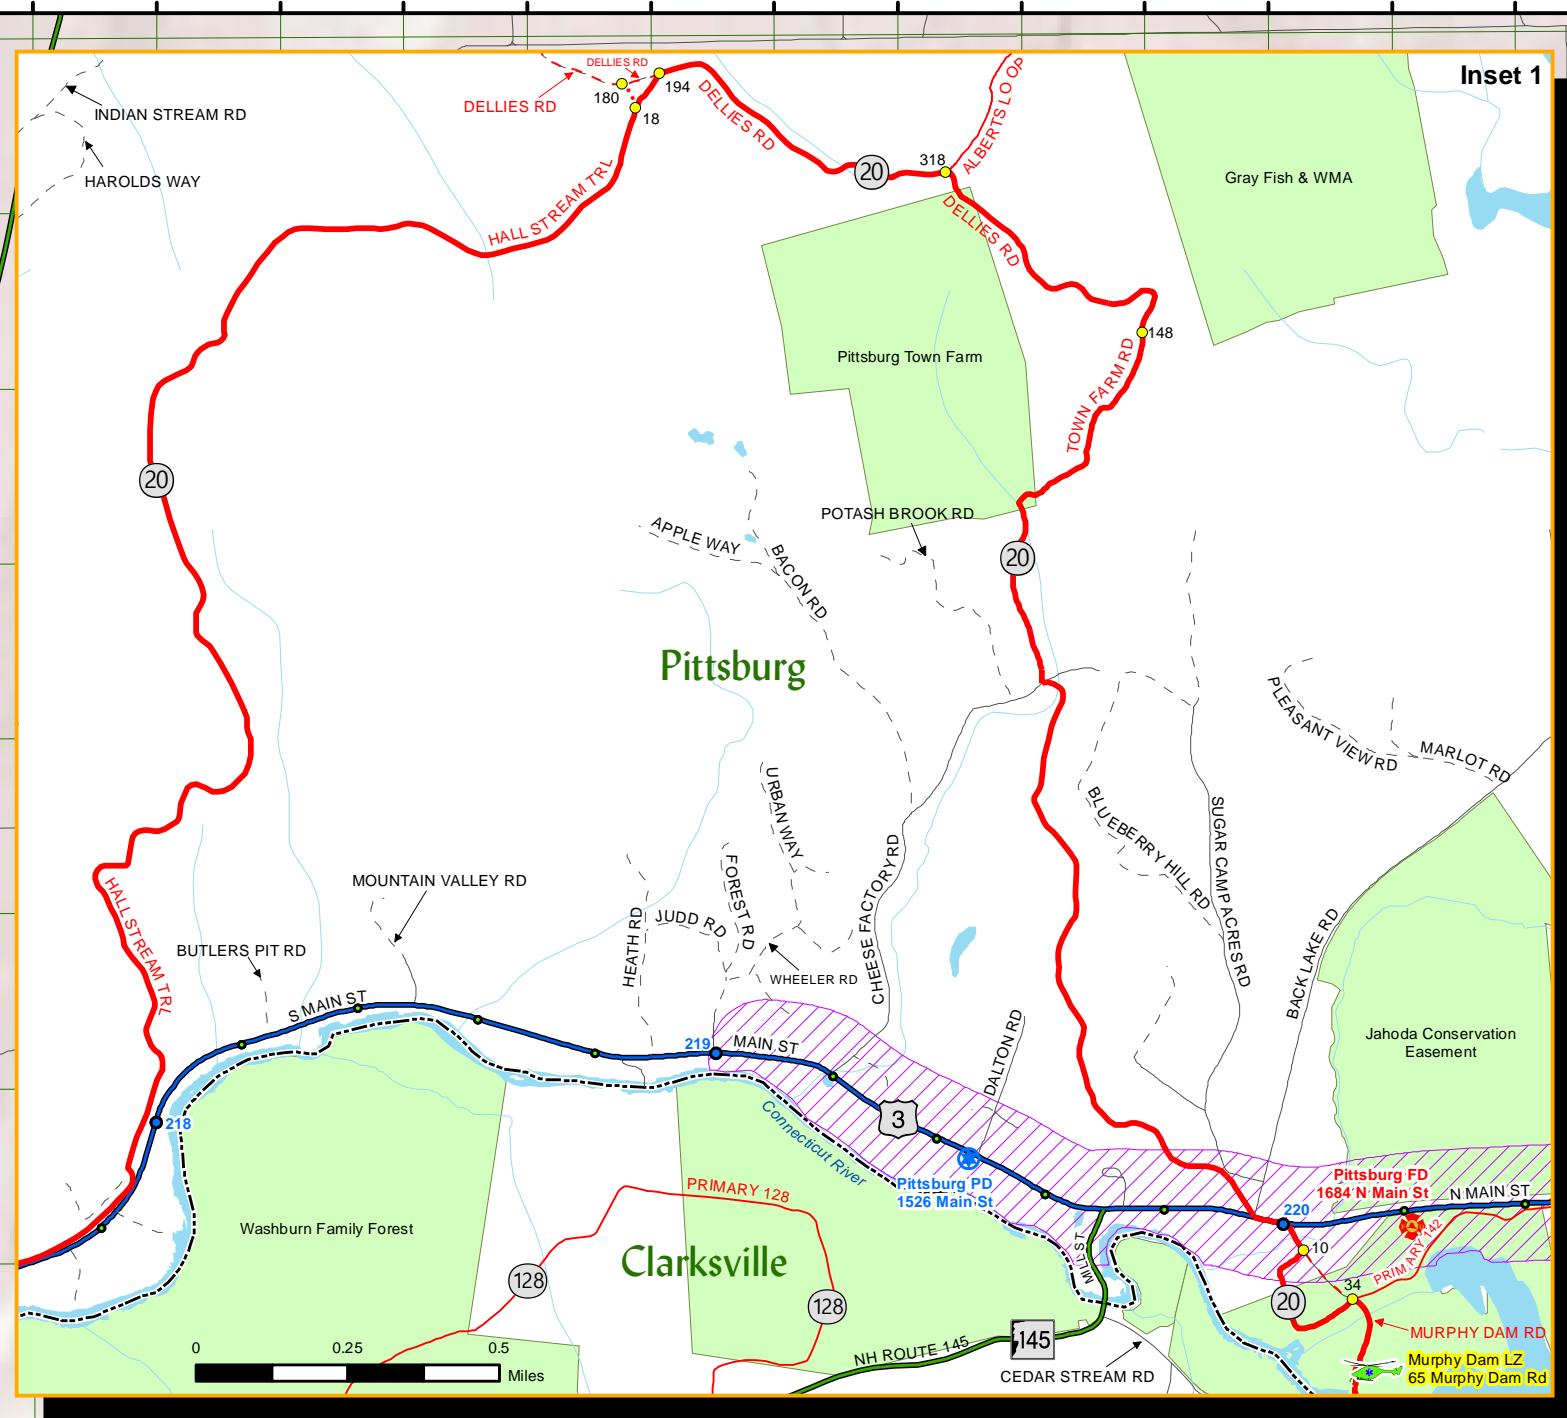 Inset 1
DELLIES RD
DELLIES RD
180
194
18
DELLIES RD
INDIAN STREAM RD
HAROLDS WAY
HALL STREAM TRL
20
318
ALBERTS LOOP
DELLIES RD
Gray Fish & WMA
148
Pittsburg Town Farm
TOWN FARM RD
20
POTASH BROOK RD
APPLE WAY
BACON RD
20
Pittsburg
PLEASANT VIEW RD
MARLOT RD
URBAN WAY
BLUEBERRY HILL RD
SUGAR CAMP ACRES RD
CHEESE FACTORY RD
FOREST RD
HALL STREAM TRL
MOUNTAIN VALLEY RD
HEATH RD
JUDD RD
BACK LAKE RD
BUTLERS PIT RD
WHEELER RD
S MAIN ST
DALTON RD
Jahoda Conservation
Easement
219
MAIN ST
218
3
Connecticut River
Pittsburg PD
1526 Main St
PRIMARY 128
Pittsburg FD
1684 N Main St
N MAIN ST
220
Washburn Family Forest
MILL ST
10
PRIMARY 142
Clarksville
128
128
34
20
145
NH ROUTE 145
MURPHY DAM RD
CEDAR STREAM RD
Murphy Dam LZ
65 Murphy Dam Rd
0 0.25 0.5
Miles